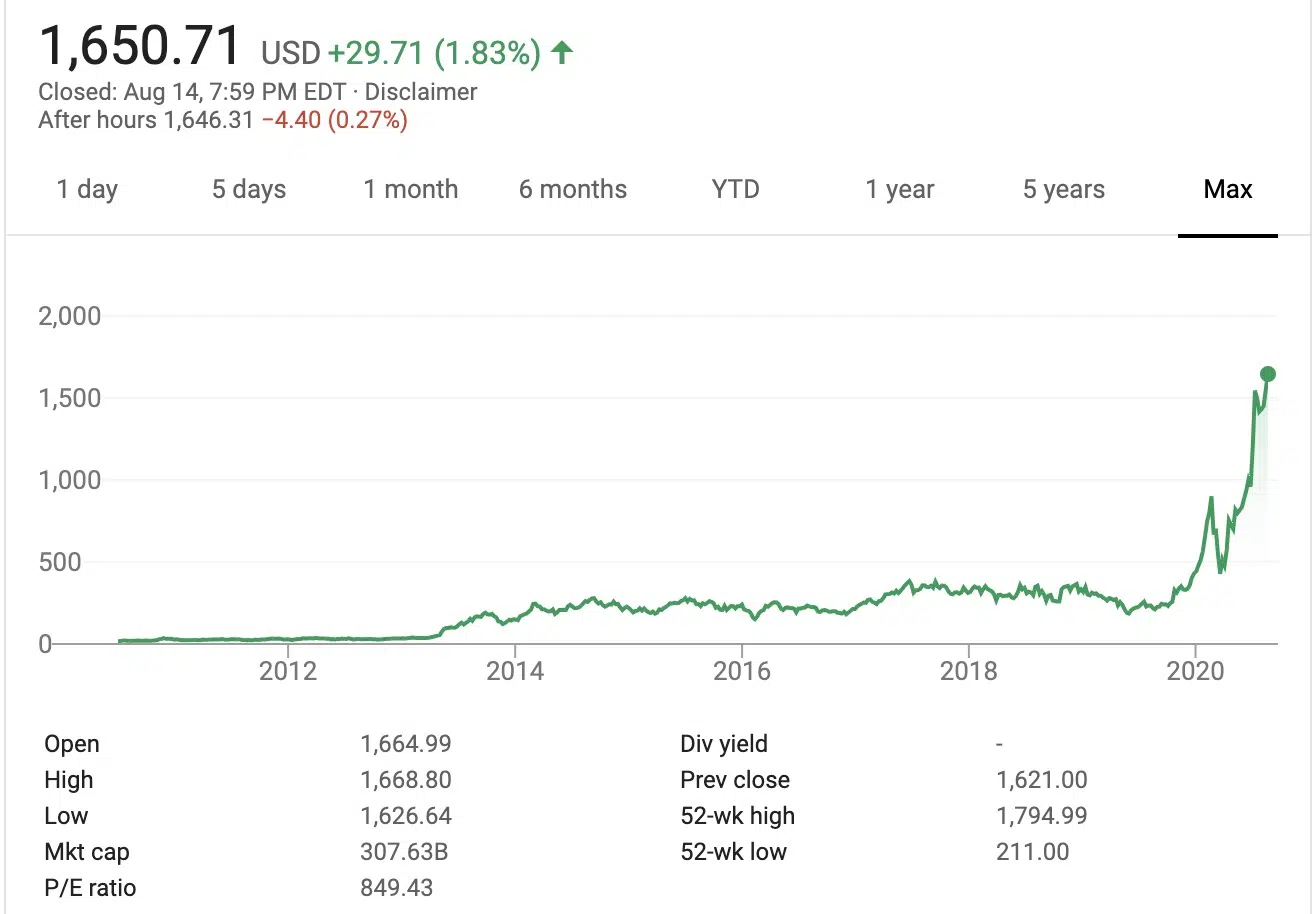 1,650.71 USD +29.71 (1.83%) ↑
Closed: Aug 14, 7:59 PM EDT · Disclaimer
After hours 1,646.31 −4.40 (0.27%)
1 day 5 days 1 month 6 months YTD 1 year 5 years Max
2,000
1,500
1,000
500
0
2012 2014 2016 2018 2020
Open 1,664.99 Div yield -
High 1,668.80 Prev close 1,621.00
Low 1,626.64 52-wk high 1,794.99
Mkt cap 307.63B 52-wk low 211.00
P/E ratio 849.43